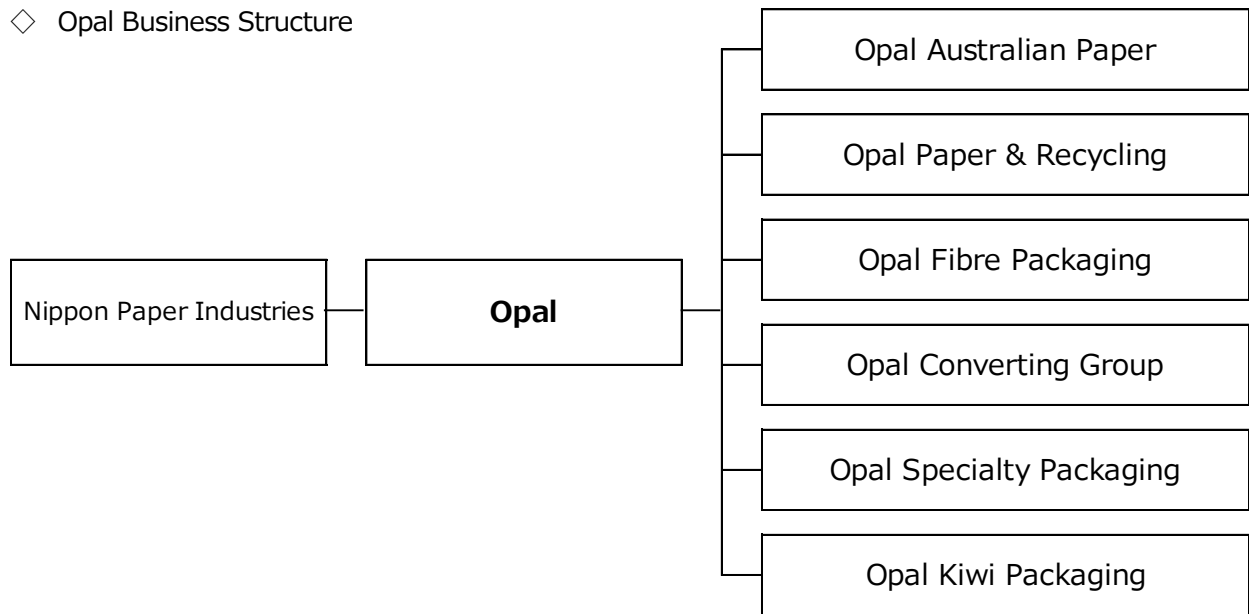 ◇ Opal Business Structure
Nippon Paper Industries
Opal
Opal Australian Paper
Opal Paper & Recycling
Opal Fibre Packaging
Opal Converting Group
Opal Specialty Packaging
Opal Kiwi Packaging